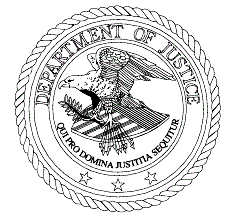 DEPARTMENT OF JUSTICE
QUI PRO DOMINA JUSTITIA SEQUITUR